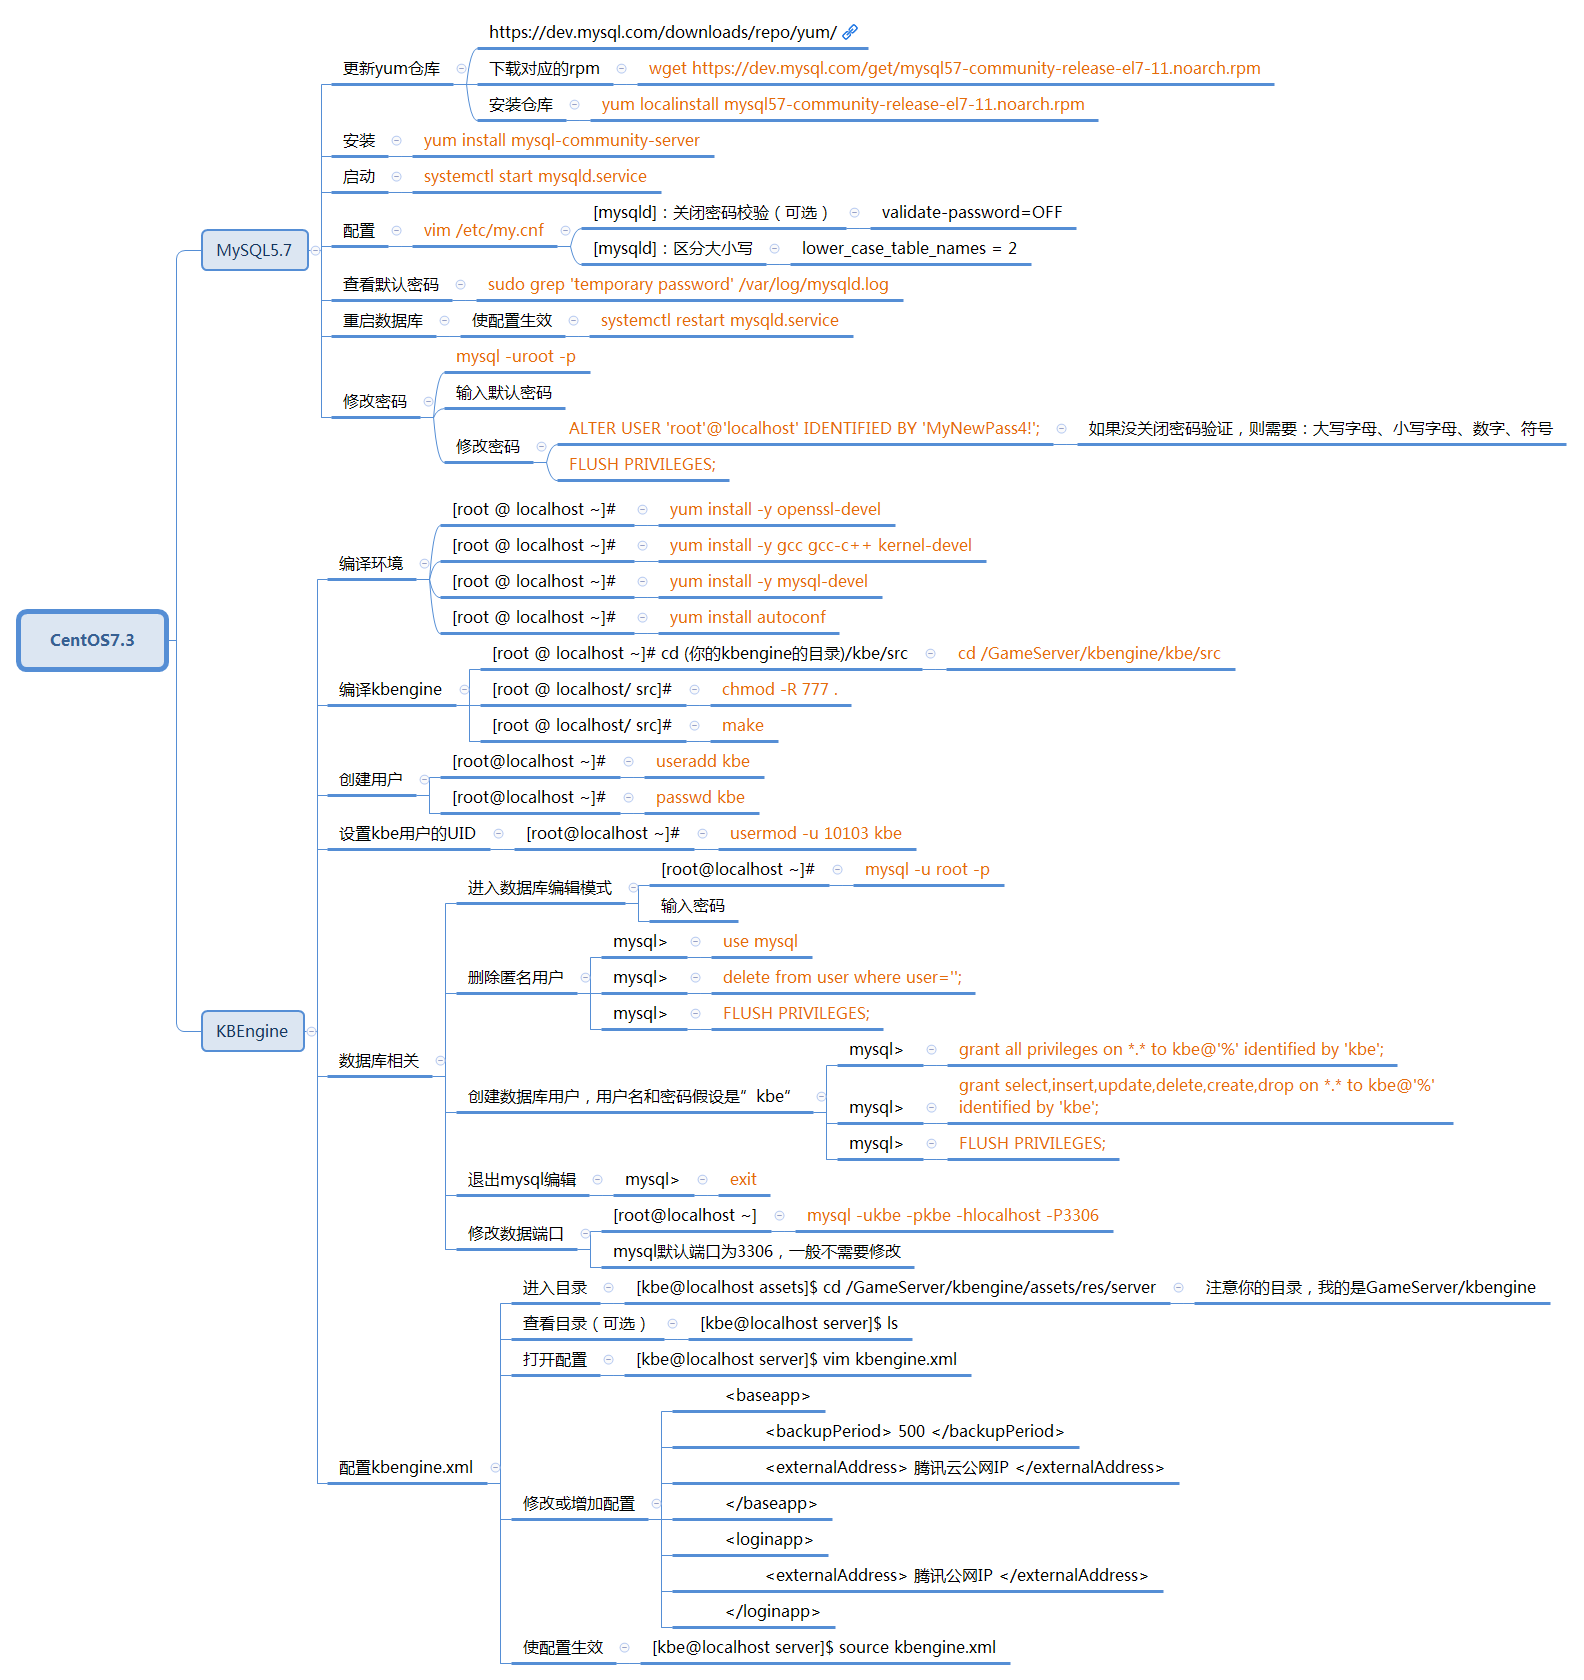 CentOS7.3
MySQL5.7
更新yum仓库
https://dev.mysql.com/downloads/repo/yum/
下载对应的rpm
wget https://dev.mysql.com/get/mysql57-community-release-el7-11.noarch.rpm
安装仓库
yum localinstall mysql57-community-release-el7-11.noarch.rpm
安装
yum install mysql-community-server
启动
systemctl start mysqld.service
配置
vim /etc/my.cnf
[mysqld]：关闭密码校验（可选）
validate-password=OFF
[mysqld]：区分大小写
lower_case_table_names = 2
查看默认密码
sudo grep 'temporary password' /var/log/mysqld.log
重启数据库
使配置生效
systemctl restart mysqld.service
修改密码
mysql -uroot -p
输入默认密码
修改密码
ALTER USER 'root'@'localhost' IDENTIFIED BY 'MyNewPass4!';
如果没关闭密码验证，则需要：大写字母、小写字母、数字、符号
FLUSH PRIVILEGES;
KBEngine
编译环境
[root @ localhost ~]#
yum install -y openssl-devel
[root @ localhost ~]#
yum install -y gcc gcc-c++ kernel-devel
[root @ localhost ~]#
yum install -y mysql-devel
[root @ localhost ~]#
yum install autoconf
编译kbengine
[root @ localhost ~]# cd (你的kbengine的目录)/kbe/src
cd /GameServer/kbengine/kbe/src
[root @ localhost/ src]#
chmod -R 777 .
[root @ localhost/ src]#
make
创建用户
[root@localhost ~]#
useradd kbe
[root@localhost ~]#
passwd kbe
设置kbe用户的UID
[root@localhost ~]#
usermod -u 10103 kbe
数据库相关
进入数据库编辑模式
[root@localhost ~]#
mysql -u root -p
输入密码
删除匿名用户
mysql>
use mysql
mysql>
delete from user where user='';
mysql>
FLUSH PRIVILEGES;
创建数据库用户，用户名和密码假设是”kbe“
mysql>
grant all privileges on *.* to kbe@'%' identified by 'kbe';
mysql>
grant select,insert,update,delete,create,drop on *.* to kbe@'%'
identified by 'kbe';
mysql>
FLUSH PRIVILEGES;
退出mysql编辑
mysql>
exit
修改数据端口
[root@localhost ~]
mysql -ukbe -pkbe -hlocalhost -P3306
mysql默认端口为3306，一般不需要修改
配置kbengine.xml
进入目录
[kbe@localhost assets]$ cd /GameServer/kbengine/assets/res/server
注意你的目录，我的是GameServer/kbengine
查看目录（可选）
[kbe@localhost server]$ ls
打开配置
[kbe@localhost server]$ vim kbengine.xml
修改或增加配置
<baseapp>
<backupPeriod> 500 </backupPeriod>
<externalAddress> 腾讯云公网IP </externalAddress>
</baseapp>
<loginapp>
<externalAddress> 腾讯公网IP </externalAddress>
</loginapp>
使配置生效
[kbe@localhost server]$ source kbengine.xml